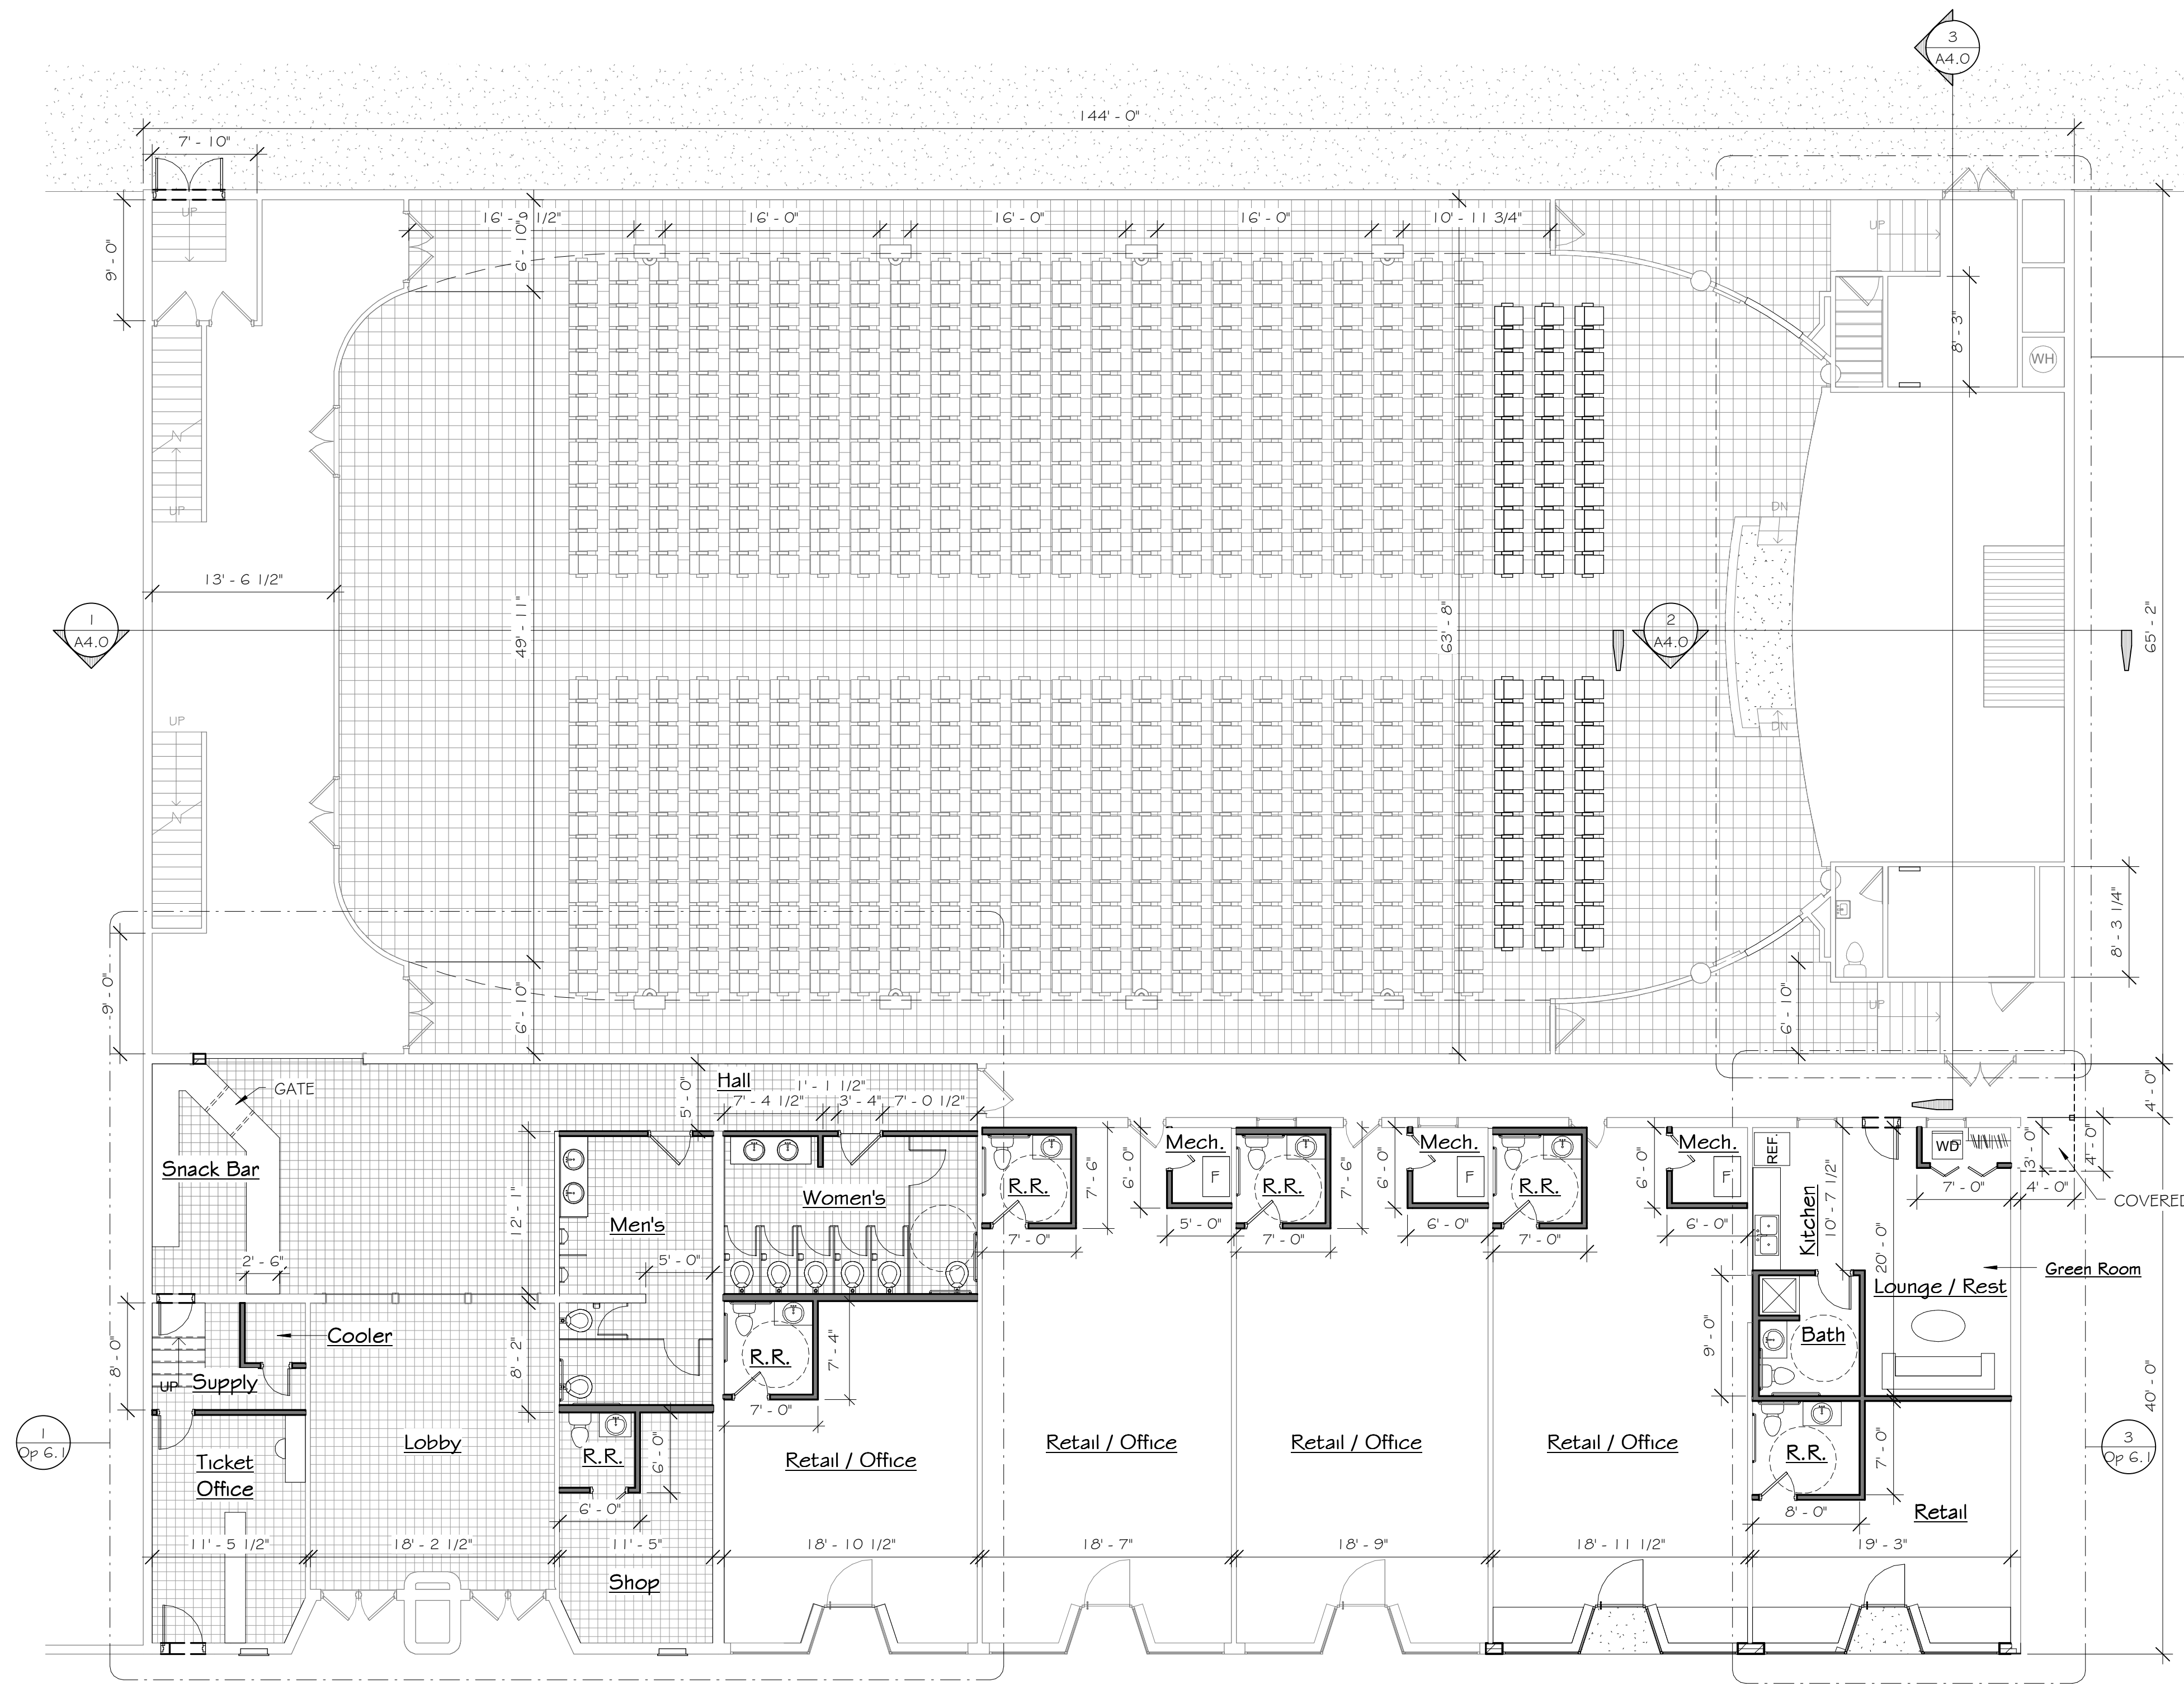 3
A4.0
144' - 0"
7' - 10"
UP
16' - 9 1/2"
16' - 0"
16' - 0"
16' - 0"
10' - 11 3/4"
UP
6' - 10"
9' - 0"
8' - 3"
WH
N
UP
DN
13' - 6 1/2"
49' - 11"
63' - 8"
65' - 2"
1
A4.0
2
A4.0
UP
DN
N
8' - 3 1/4"
9' - 0"
6' - 10"
6' - 10"
UP
GATE
Hall
5' - 0"
1' - 1 1/2"
7' - 4 1/2"
3' - 4"
7' - 0 1/2"
4' - 0"
Snack Bar
12' - 1"
Men's
Women's
R.R.
7' - 6"
6' - 0"
Mech.
F
R.R.
7' - 6"
6' - 0"
Mech.
F
R.R.
6' - 0"
Mech.
F
REF.
WD
3' - 0"
4' - 0"
7' - 0"
4' - 0"
COVERED
Kitchen
10' - 7 1/2"
20' - 0"
2' - 6"
5' - 0"
7' - 0"
5' - 0"
7' - 0"
6' - 0"
7' - 0"
6' - 0"
Green Room
Lounge / Rest
Cooler
8' - 0"
8' - 2"
UP
Supply
R.R.
7' - 4"
7' - 0"
9' - 0"
Bath
40' - 0"
1
Op 6.1
Ticket
Office
Lobby
R.R.
6' - 0"
6' - 0"
Retail / Office
Retail / Office
Retail / Office
Retail / Office
R.R.
7' - 0"
8' - 0"
Retail
3
Op 6.1
11' - 5 1/2"
18' - 2 1/2"
11' - 5"
18' - 10 1/2"
18' - 7"
18' - 9"
18' - 11 1/2"
19' - 3"
Shop